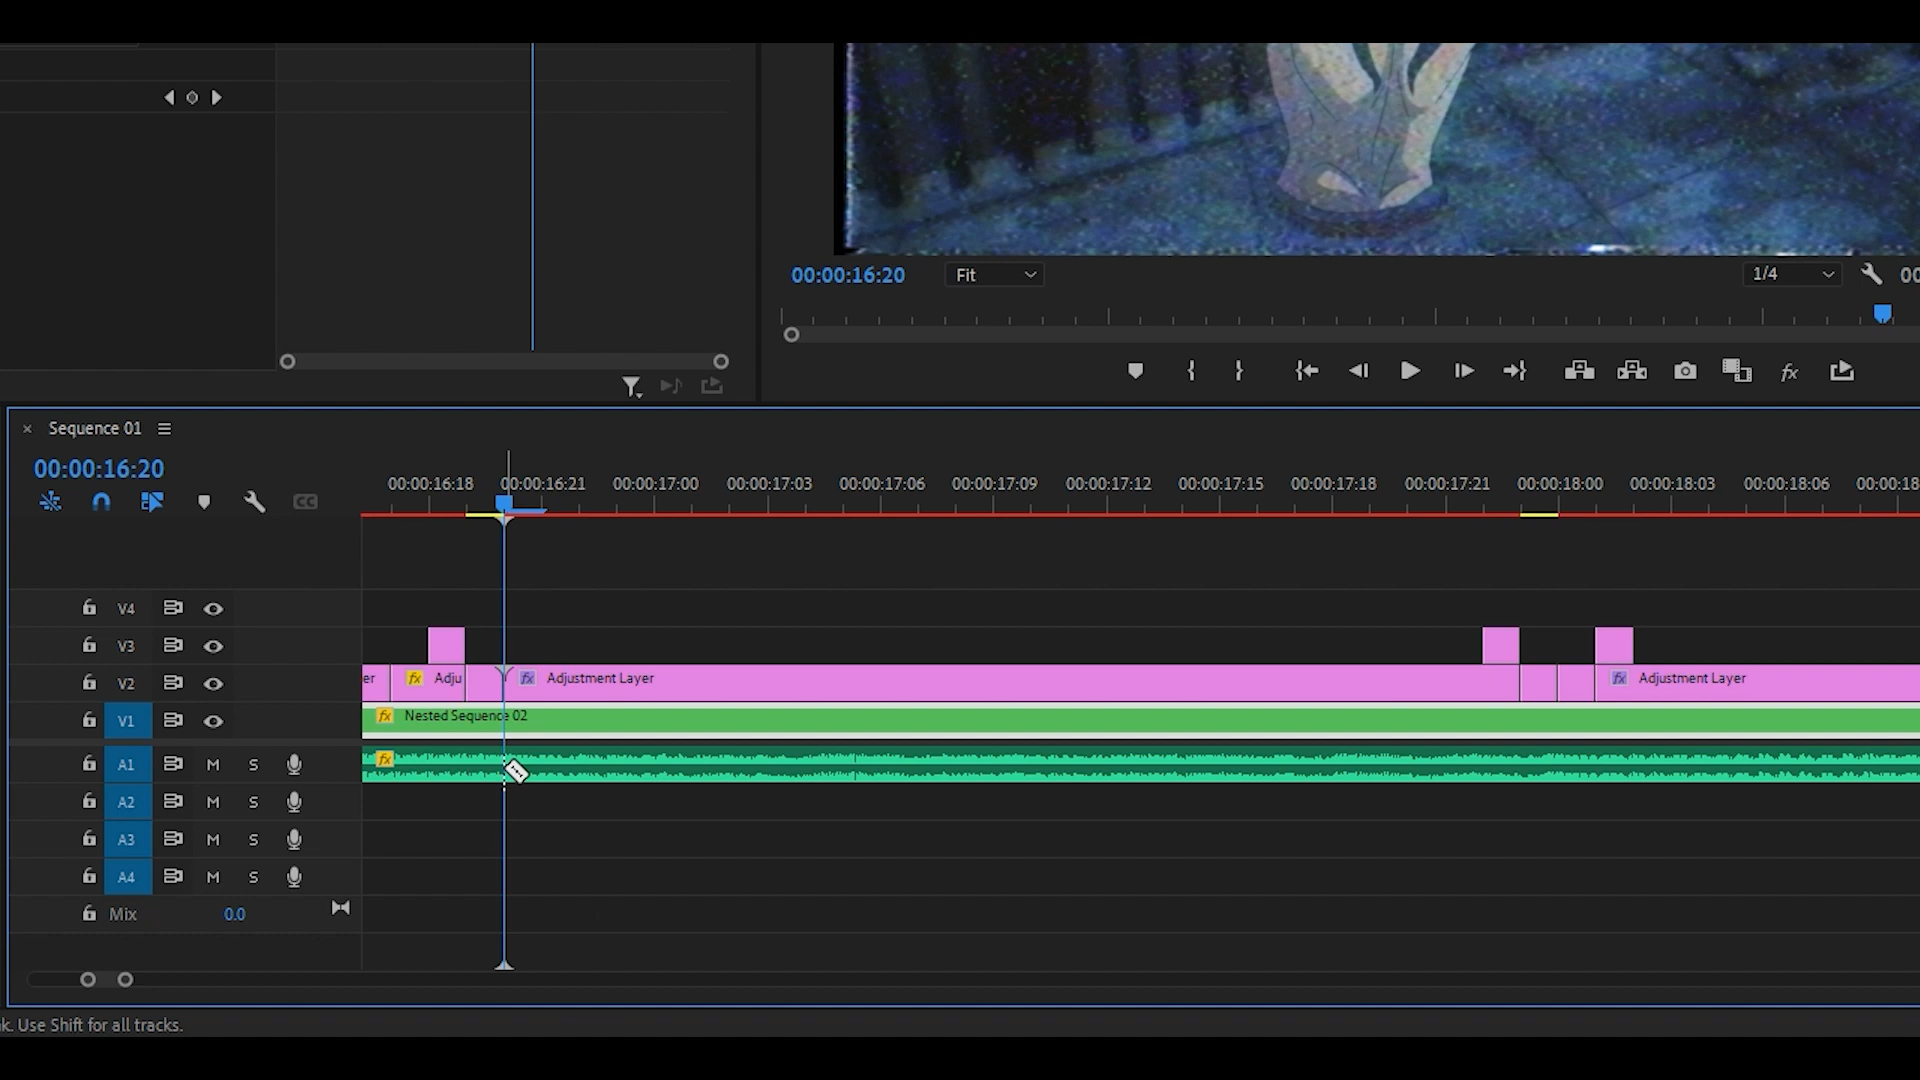 00:00:16:20 Fit 1/4 00
fx
Sequence 01
00:00:16:20
00:00:16:18 00:00:16:21 00:00:17:00 00:00:17:03 00:00:17:06 00:00:17:09 00:00:17:12 00:00:17:15 00:00:17:18 00:00:17:21 00:00:18:00 00:00:18:03 00:00:18:06 00:00:18
CC
V4
V3
V2 er fx Adju fx Adjustment Layer fx Adjustment Layer
V1 fx Nested Sequence 02
A1 M S fx
A2 M S
A3 M S
A4 M S
Mix 0.0
k. Use Shift for all tracks.